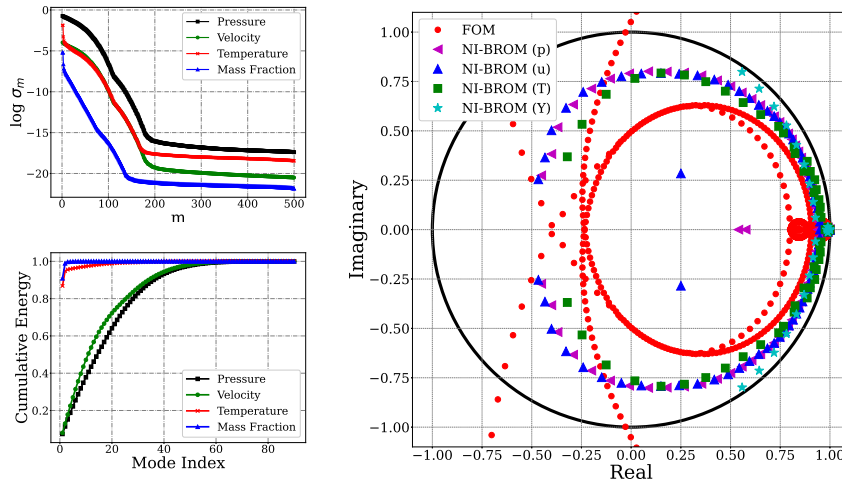 0
−5
−10
−15
−20
log σm
0
100
200
300
400
500
m
Pressure
Velocity
Temperature
Mass Fraction
1.0
0.8
0.6
0.4
0.2
Cumulative Energy
0
20
40
60
80
Mode Index
Pressure
Velocity
Temperature
Mass Fraction
1.00
0.75
0.50
0.25
0.00
−0.25
−0.50
−0.75
−1.00
Imaginary
−1.00
−0.75
−0.50
−0.25
0.00
0.25
0.50
0.75
1.00
Real
FOM
NI-BROM (p)
NI-BROM (u)
NI-BROM (T)
NI-BROM (Y)